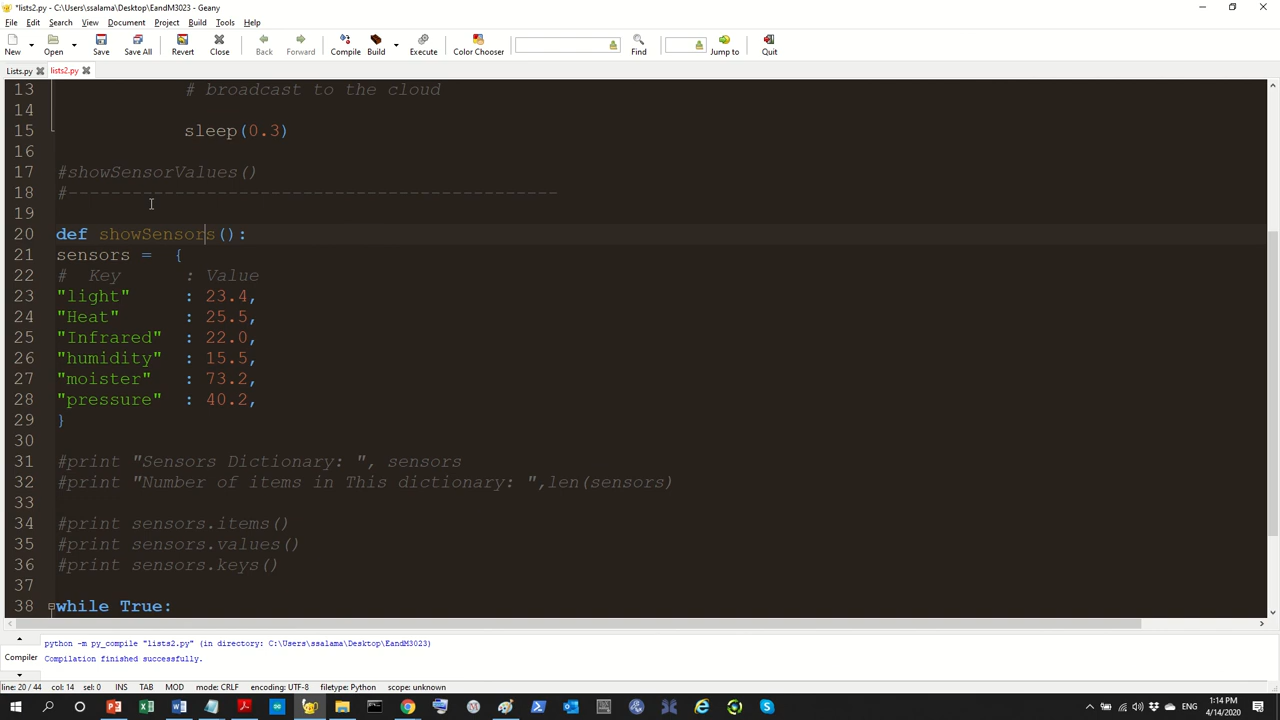 *lists2.py - C:\Users\ssalama\Desktop\EandM3023 - Geany
File Edit Search View Document Project Build Tools Help
New Open Save Save All Revert Close Back Forward Compile Build Execute Color Chooser Find Jump to Quit
Lists.py lists2.py
13 # broadcast to the cloud
14
15 sleep(0.3)
16
17 #showSensorValues()
18 #----------------------------------------------
19
20 def showSensors():
21 sensors = {
22 # Key : Value
23 "light" : 23.4,
24 "Heat" : 25.5,
25 "Infrared" : 22.0,
26 "humidity" : 15.5,
27 "moister" : 73.2,
28 "pressure" : 40.2,
29 }
30
31 #print "Sensors Dictionary: ", sensors
32 #print "Number of items in This dictionary: ",len(sensors)
33
34 #print sensors.items()
35 #print sensors.values()
36 #print sensors.keys()
37
38 while True:
python -m py_compile "lists2.py" (in directory: C:\Users\ssalama\Desktop\EandM3023)
Compiler Compilation finished successfully.
line: 20 / 44 col: 14 sel: 0 INS TAB MOD mode: CRLF encoding: UTF-8 filetype: Python scope: unknown
1:14 PM
4/14/2020